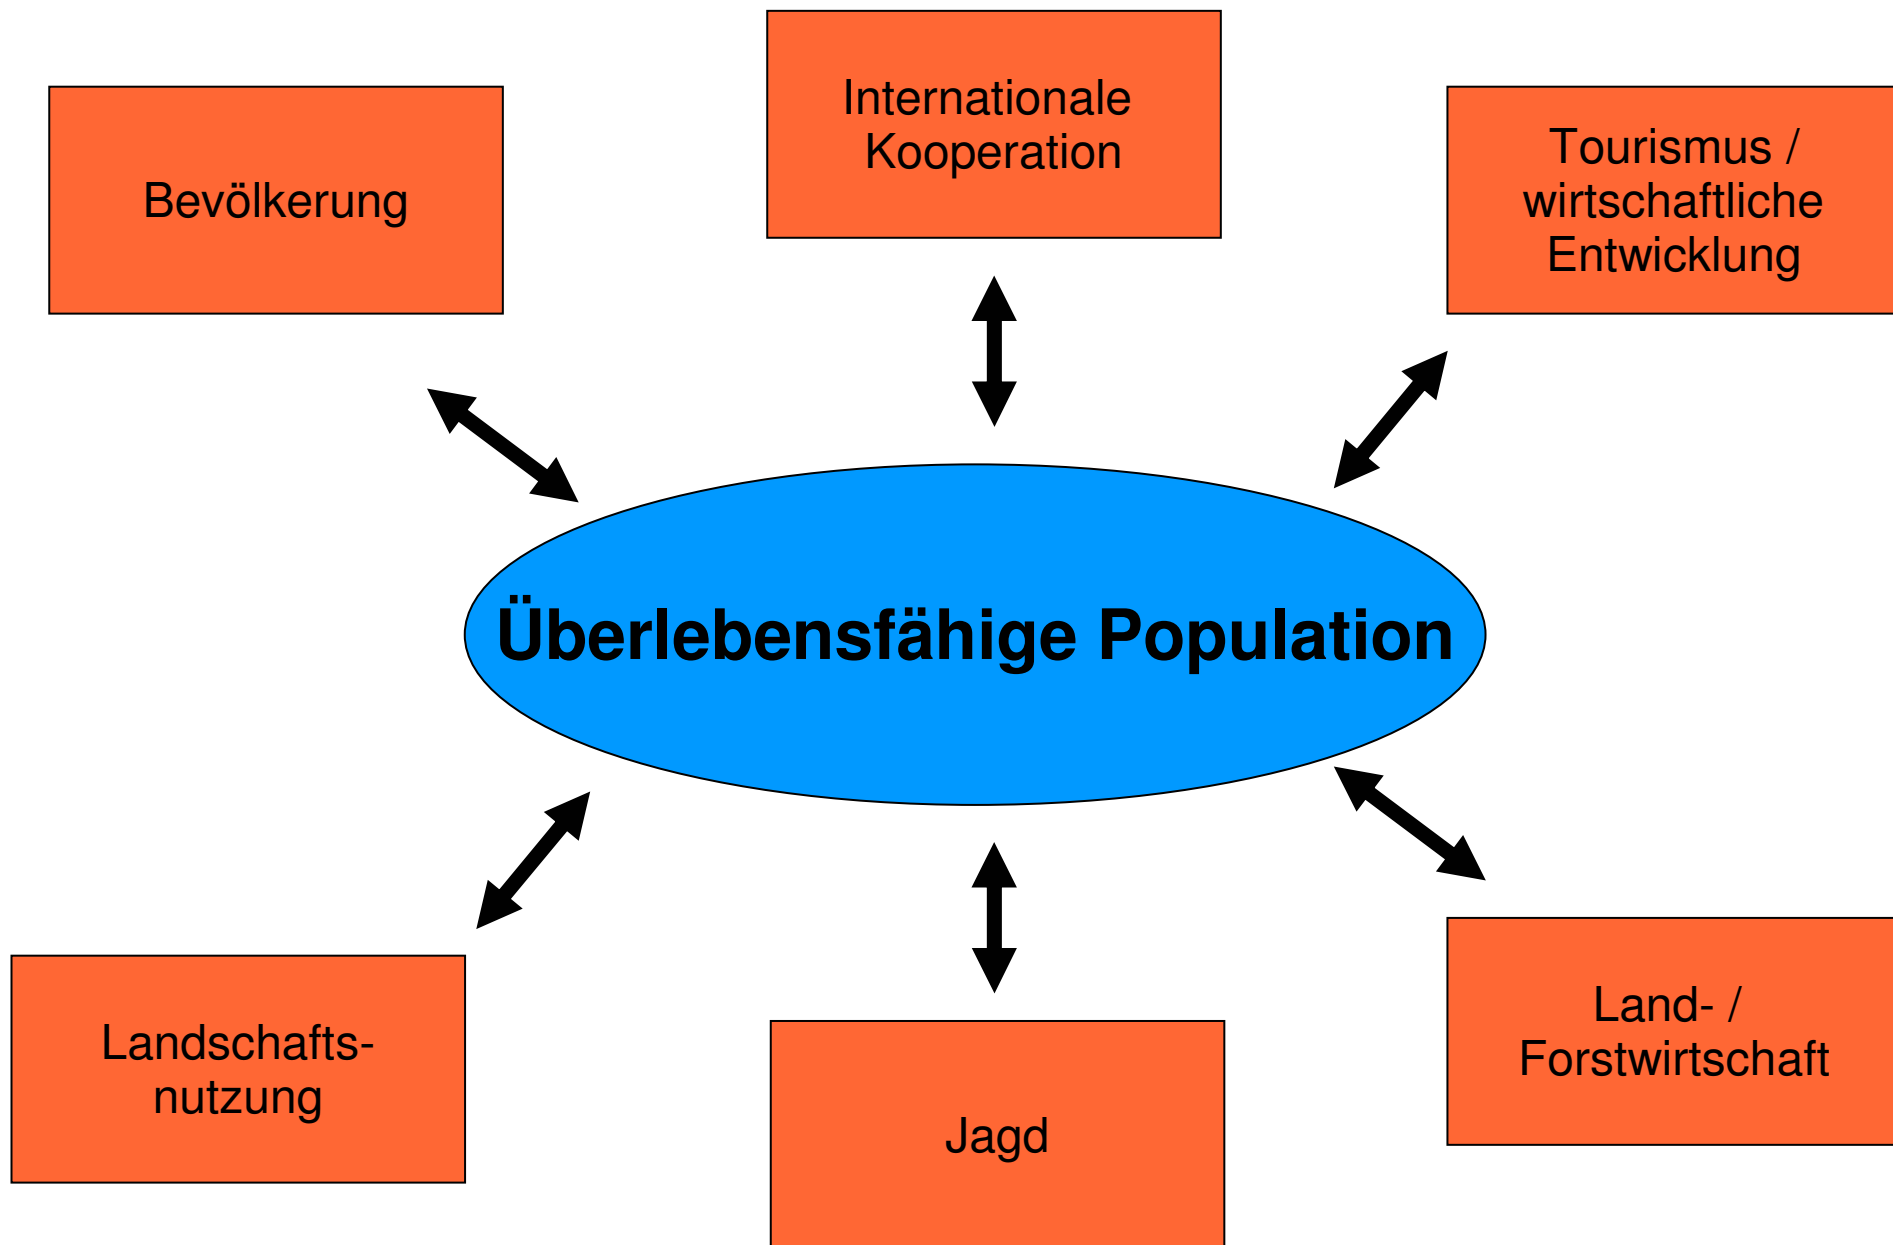 Internationale
Kooperation
Bevölkerung
Tourismus /
wirtschaftliche
Entwicklung
Überlebensfähige Population
Landschafts-
nutzung
Jagd
Land- /
Forstwirtschaft